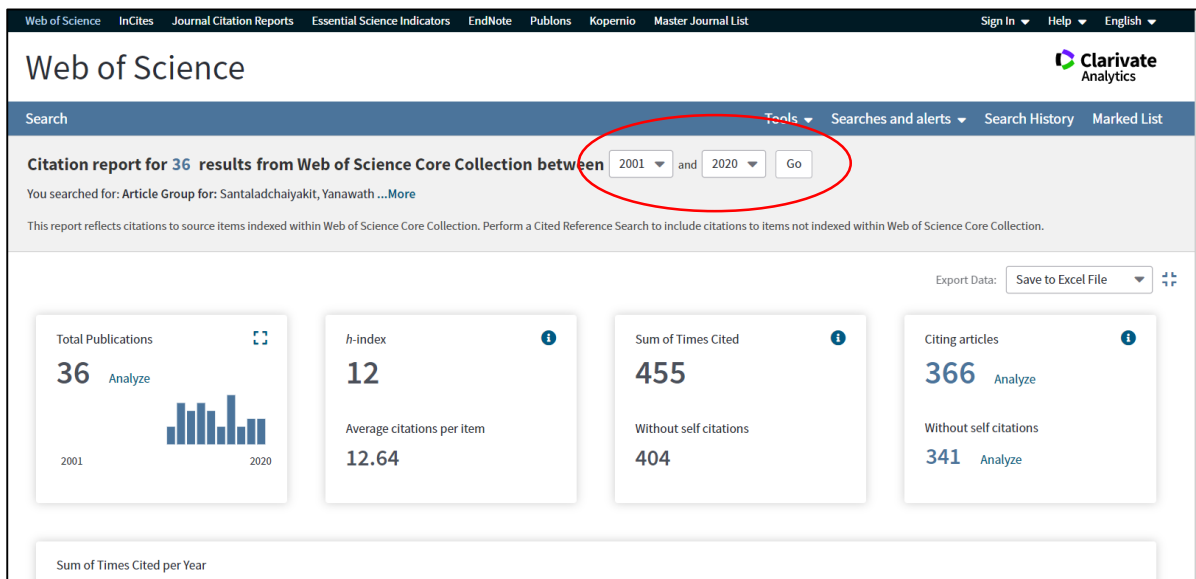 Web of Science InCites Journal Citation Reports Essential Science Indicators EndNote Publons Kopernio Master Journal List Sign In Help English
Web of Science
Clarivate
Analytics
Search Tools Searches and alerts Search History Marked List
Citation report for 36 results from Web of Science Core Collection between 2001 and 2020 Go
You searched for: Article Group for: Santaladchaiyakit, Yanawath ...More
This report reflects citations to source items indexed within Web of Science Core Collection. Perform a Cited Reference Search to include citations to items not indexed within Web of Science Core Collection.
Export Data: Save to Excel File
Total Publications
36 Analyze
2001 2020
h-index
12
Average citations per item
12.64
Sum of Times Cited
455
Without self citations
404
Citing articles
366 Analyze
Without self citations
341 Analyze
Sum of Times Cited per Year